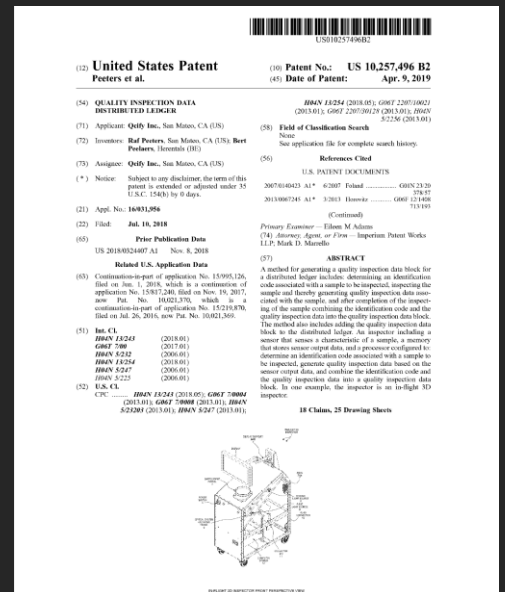 US010257496B2
(12) United States Patent
Peeters et al.
(10) Patent No.: US 10,257,496 B2
(45) Date of Patent: Apr. 9, 2019
(54) QUALITY INSPECTION DATA
DISTRIBUTED LEDGER
(71) Applicant: Qcify Inc., San Mateo, CA (US)
(72) Inventors: Raf Peeters, San Mateo, CA (US); Bert
Peelaers, Herentals (BE)
(73) Assignee: Qcify Inc., San Mateo, CA (US)
(*) Notice: Subject to any disclaimer, the term of this
patent is extended or adjusted under 35
U.S.C. 154(b) by 0 days.
(21) Appl. No.: 16/031,956
(22) Filed: Jul. 10, 2018
(65) Prior Publication Data
US 2018/0324407 A1 Nov. 8, 2018
Related U.S. Application Data
(63) Continuation-in-part of application No. 15/995,126,
filed on Jun. 1, 2018, which is a continuation of
application No. 15/817,240, filed on Nov. 19, 2017,
now Pat. No. 10,021,370, which is a
continuation-in-part of application No. 15/219,870,
filed on Jul. 26, 2016, now Pat. No. 10,021,369.
(51) Int. Cl.
H04N 13/243 (2018.01)
G06T 7/00 (2017.01)
H04N 5/232 (2006.01)
H04N 13/254 (2018.01)
H04N 5/247 (2006.01)
H04N 5/225 (2006.01)
(52) U.S. Cl.
CPC ........ H04N 13/243 (2018.05); G06T 7/0004
(2013.01); G06T 7/0008 (2013.01); H04N
5/23203 (2013.01); H04N 5/247 (2013.01);
H04N 13/254 (2018.05); G06T 2207/10021
(2013.01); G06T 2207/30128 (2013.01); H04N
5/2256 (2013.01)
(58) Field of Classification Search
None
See application file for complete search history.
(56) References Cited
U.S. PATENT DOCUMENTS
2007/0140423 A1* 6/2007 Foland ............ G01N 23/20
378/57
2013/0067243 A1* 3/2013 Horowitz ........ G06F 12/1408
713/193
(Continued)
Primary Examiner — Eileen M Adams
(74) Attorney, Agent, or Firm — Imperium Patent Works
LLP; Mark D. Marrello
(57) ABSTRACT
A method for generating a quality inspection data block for
a distributed ledger includes: determining an identification
code associated with a sample to be inspected, inspecting the
sample and thereby generating quality inspection data asso-
ciated with the sample, and after completion of the inspect-
ing of the sample combining the identification code and the
quality inspection data into the quality inspection data block.
The method also includes adding the quality inspection data
block to the distributed ledger. An inspector including a
sensor that senses a characteristic of a sample, a memory
that stores sensor output data, and a processor configured to:
determine an identification code associated with a sample to
be inspected, generate quality inspection data based on the
sensor output data, and combine the identification code and
the quality inspection data into a quality inspection data
block. In one example, the inspector is an in-flight 3D
inspector.
18 Claims, 25 Drawing Sheets
IN-FLIGHT 3D INSPECTOR FRONT PERSPECTIVE VIEW